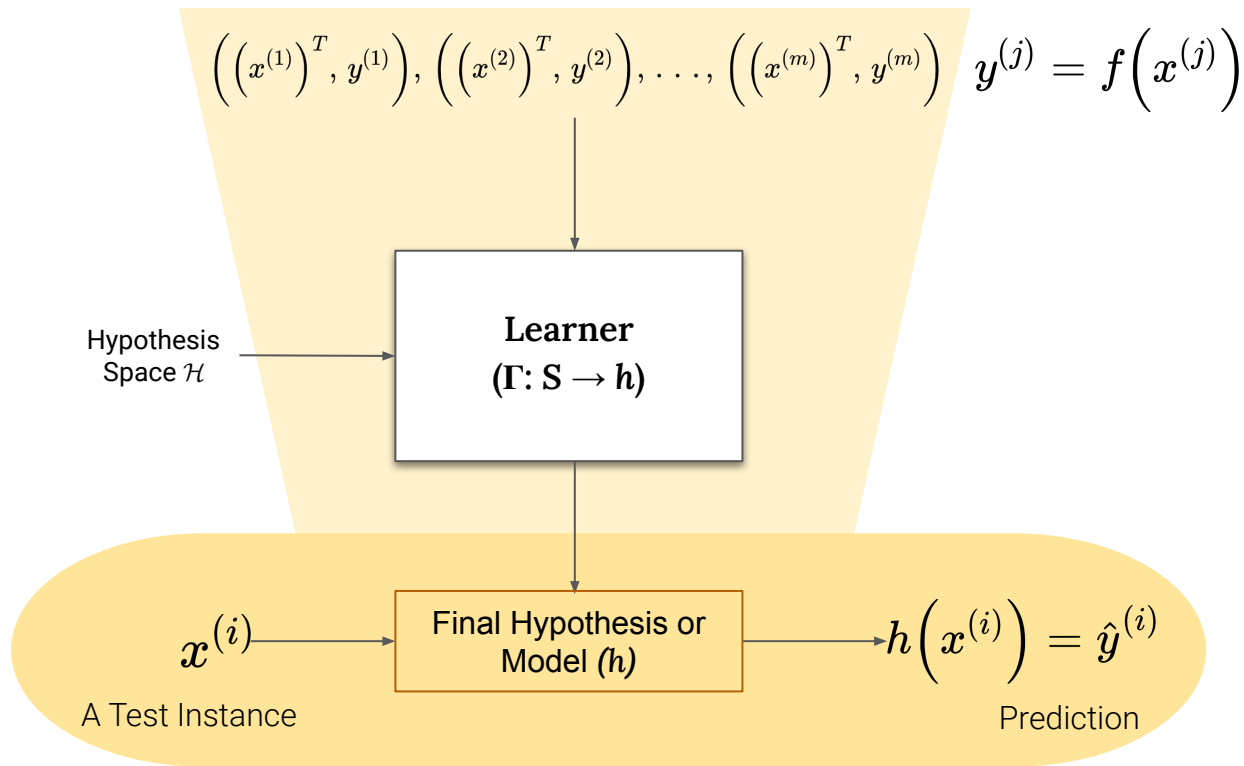 ((x^{(1)})^T, y^{(1)}), ((x^{(2)})^T, y^{(2)}), . . ., ((x^{(m)})^T, y^{(m)}) y^{(j)} = f(x^{(j)})
Learner
(Γ: S → h)
Hypothesis
Space ℋ
x^{(i)}
Final Hypothesis or
Model (h)
h(x^{(i)}) = ŷ^{(i)}
A Test Instance
Prediction